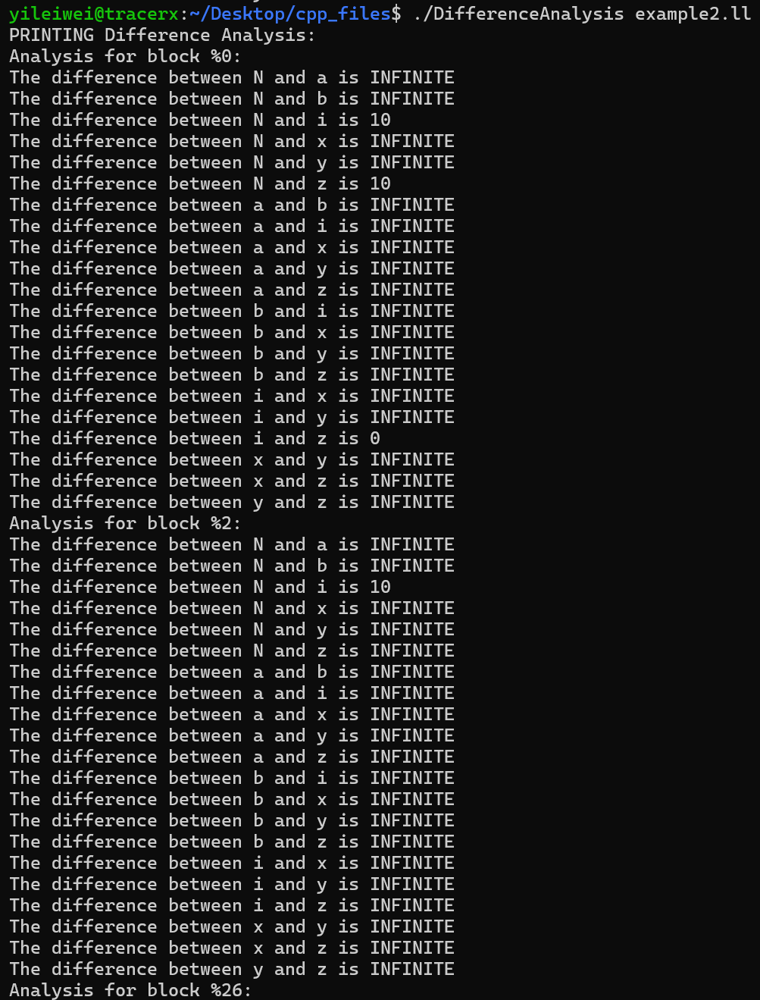 yileiwei@tracerx:~/Desktop/cpp_files$ ./DifferenceAnalysis example2.ll
PRINTING Difference Analysis:
Analysis for block %0:
The difference between N and a is INFINITE
The difference between N and b is INFINITE
The difference between N and i is 10
The difference between N and x is INFINITE
The difference between N and y is INFINITE
The difference between N and z is 10
The difference between a and b is INFINITE
The difference between a and i is INFINITE
The difference between a and x is INFINITE
The difference between a and y is INFINITE
The difference between a and z is INFINITE
The difference between b and i is INFINITE
The difference between b and x is INFINITE
The difference between b and y is INFINITE
The difference between b and z is INFINITE
The difference between i and x is INFINITE
The difference between i and y is INFINITE
The difference between i and z is 0
The difference between x and y is INFINITE
The difference between x and z is INFINITE
The difference between y and z is INFINITE
Analysis for block %2:
The difference between N and a is INFINITE
The difference between N and b is INFINITE
The difference between N and i is 10
The difference between N and x is INFINITE
The difference between N and y is INFINITE
The difference between N and z is INFINITE
The difference between a and b is INFINITE
The difference between a and i is INFINITE
The difference between a and x is INFINITE
The difference between a and y is INFINITE
The difference between a and z is INFINITE
The difference between b and i is INFINITE
The difference between b and x is INFINITE
The difference between b and y is INFINITE
The difference between b and z is INFINITE
The difference between i and x is INFINITE
The difference between i and y is INFINITE
The difference between i and z is INFINITE
The difference between x and y is INFINITE
The difference between x and z is INFINITE
The difference between y and z is INFINITE
Analysis for block %26: